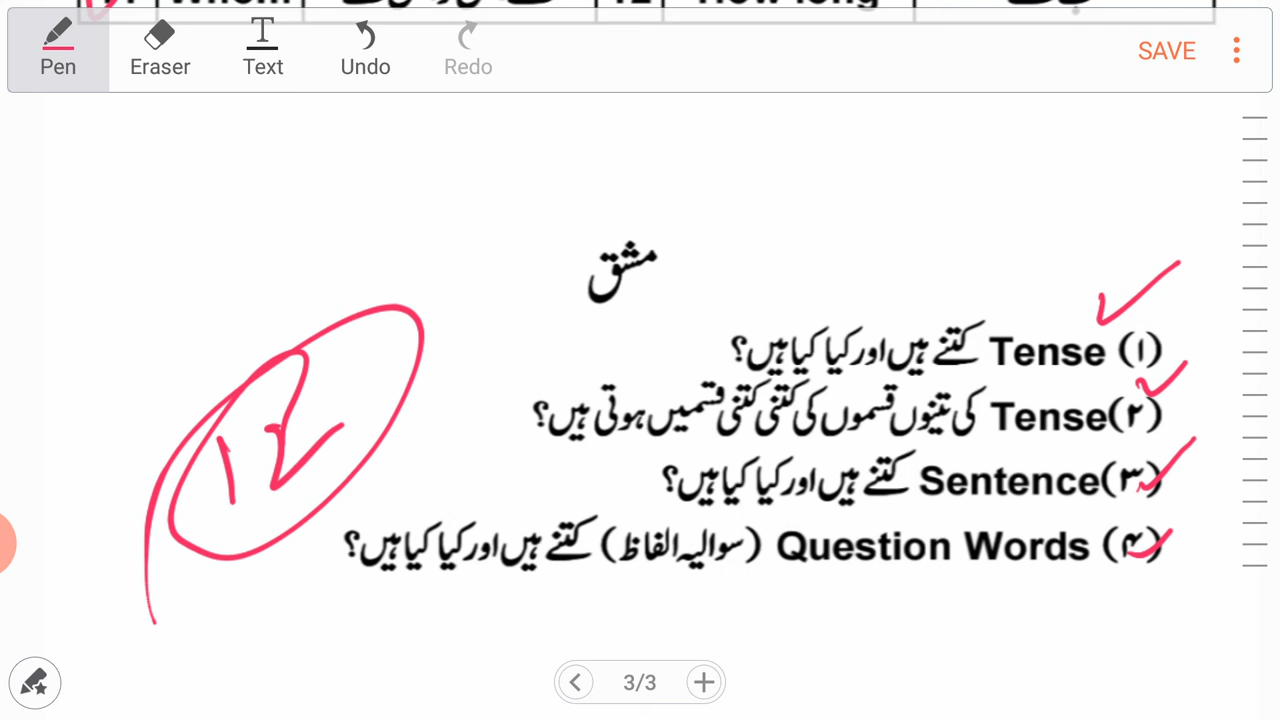 Pen Eraser Text Undo Redo SAVE
مشق
(۱) Tense کتنے ہیں اور کیا کیا ہیں؟
(۲) Tense کی تینوں قسموں کی کتنی کتنی قسمیں ہوتی ہیں؟
(۳) Sentence کتنے ہیں اور کیا کیا ہیں؟
(۴) Question Words (سوالیہ الفاظ) کتنے ہیں اور کیا کیا ہیں؟
12
3/3